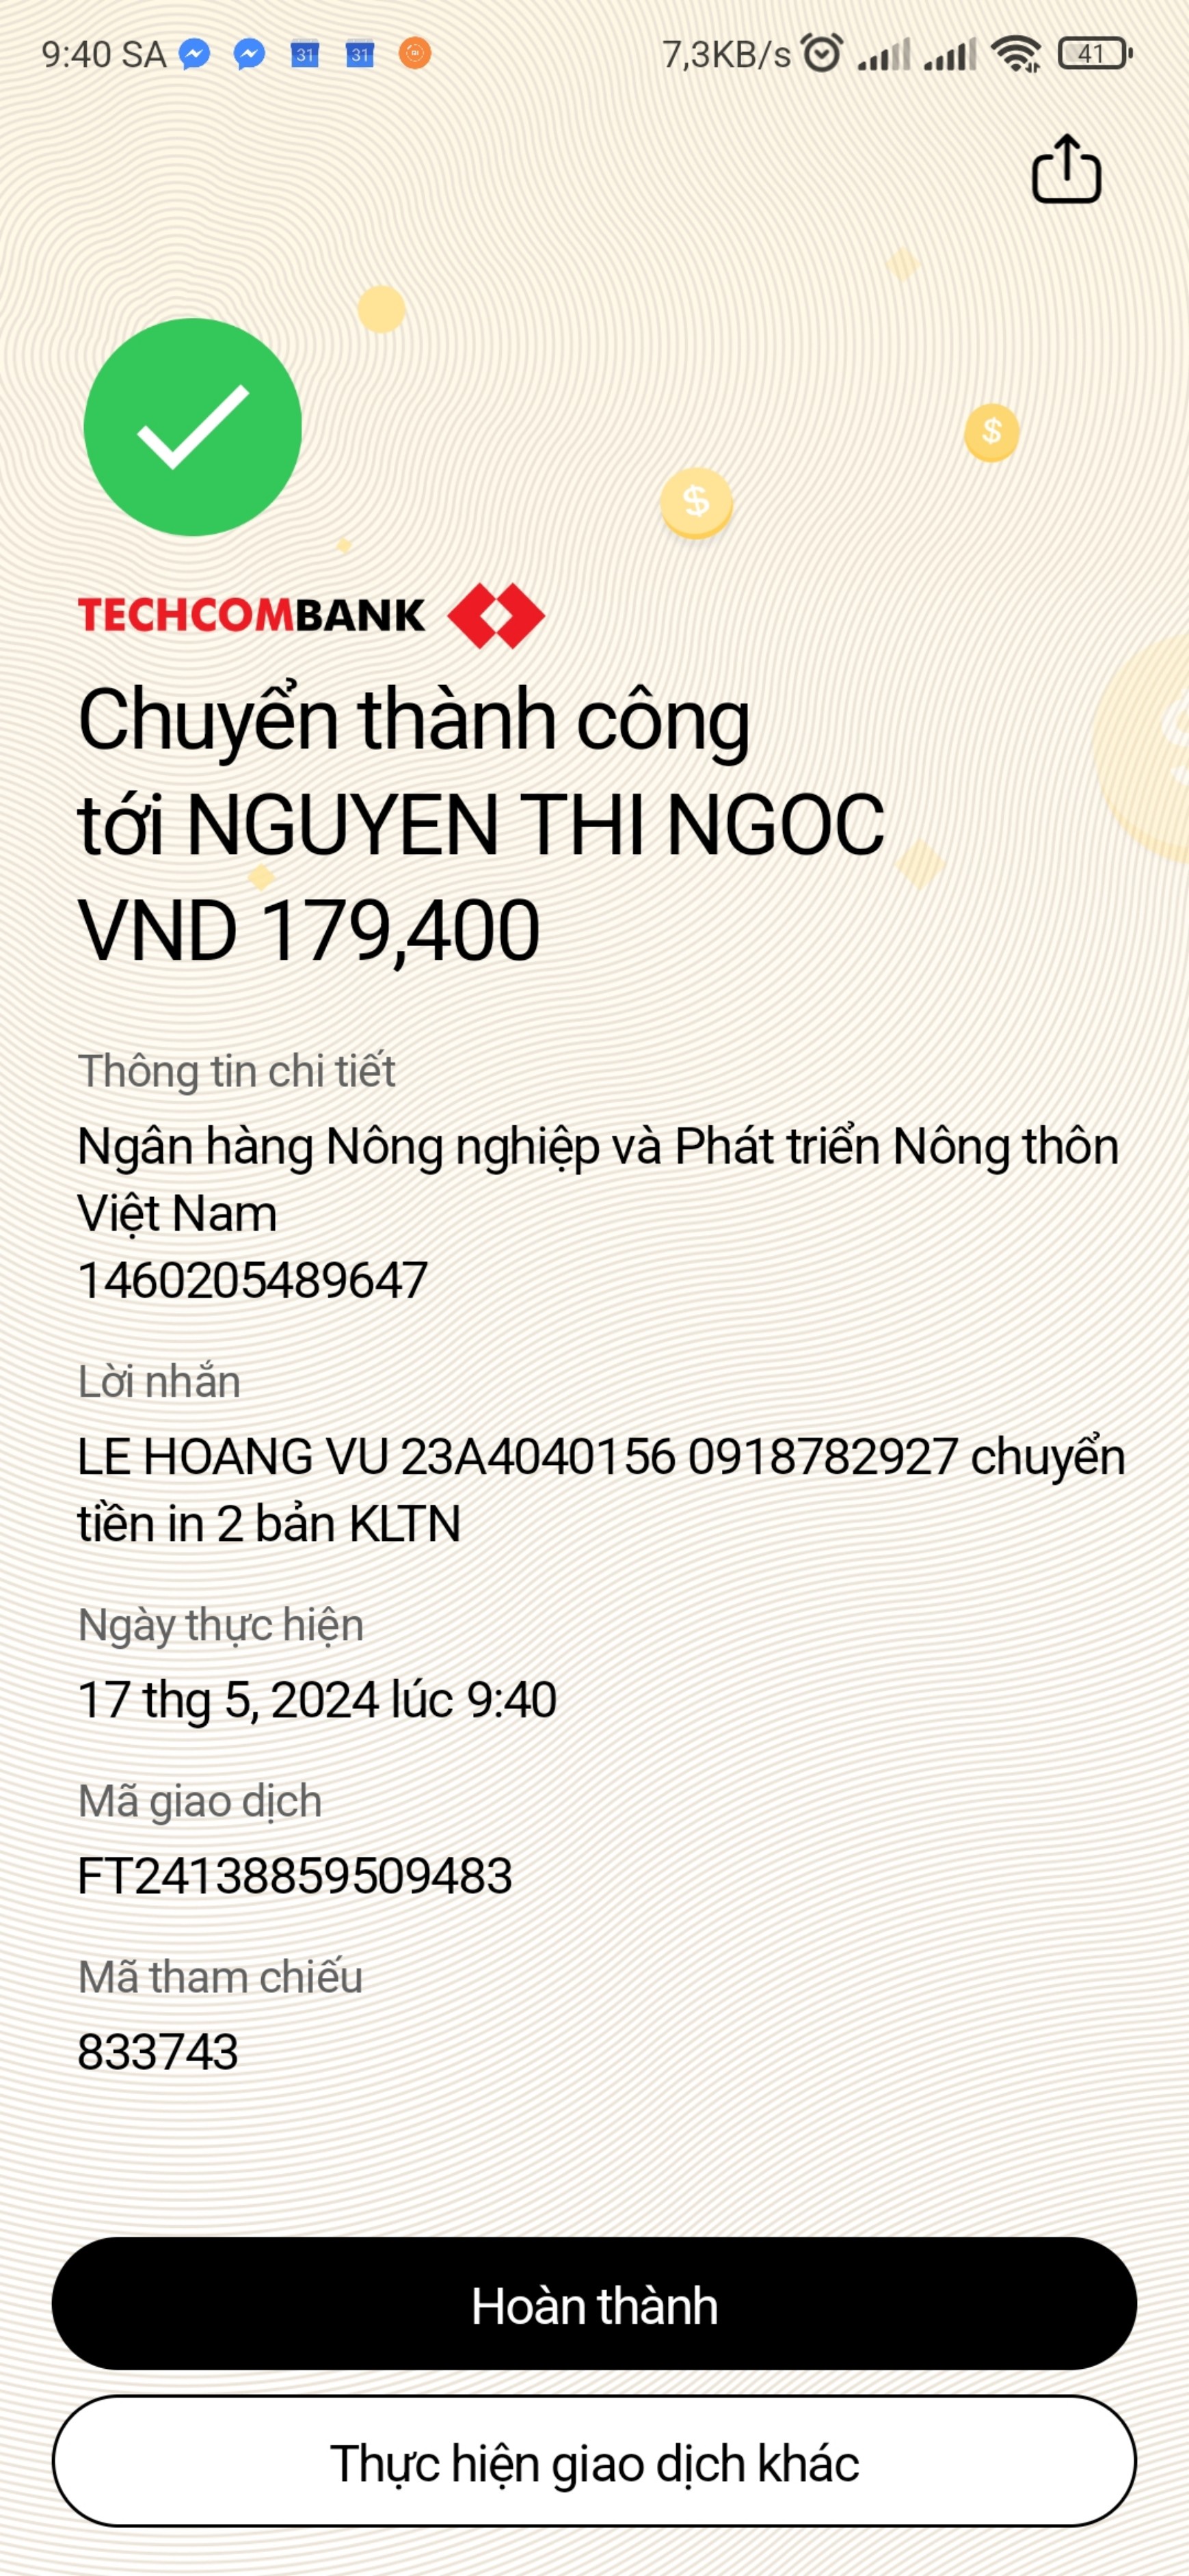 9:40 SA 31 31 7,3KB/s 41
TECHCOMBANK
Chuyển thành công
tới NGUYEN THI NGOC
VND 179,400
Thông tin chi tiết
Ngân hàng Nông nghiệp và Phát triển Nông thôn
Việt Nam
1460205489647
Lời nhắn
LE HOANG VU 23A4040156 0918782927 chuyển
tiền in 2 bản KLTN
Ngày thực hiện
17 thg 5, 2024 lúc 9:40
Mã giao dịch
FT24138859509483
Mã tham chiếu
833743
Hoàn thành
Thực hiện giao dịch khác